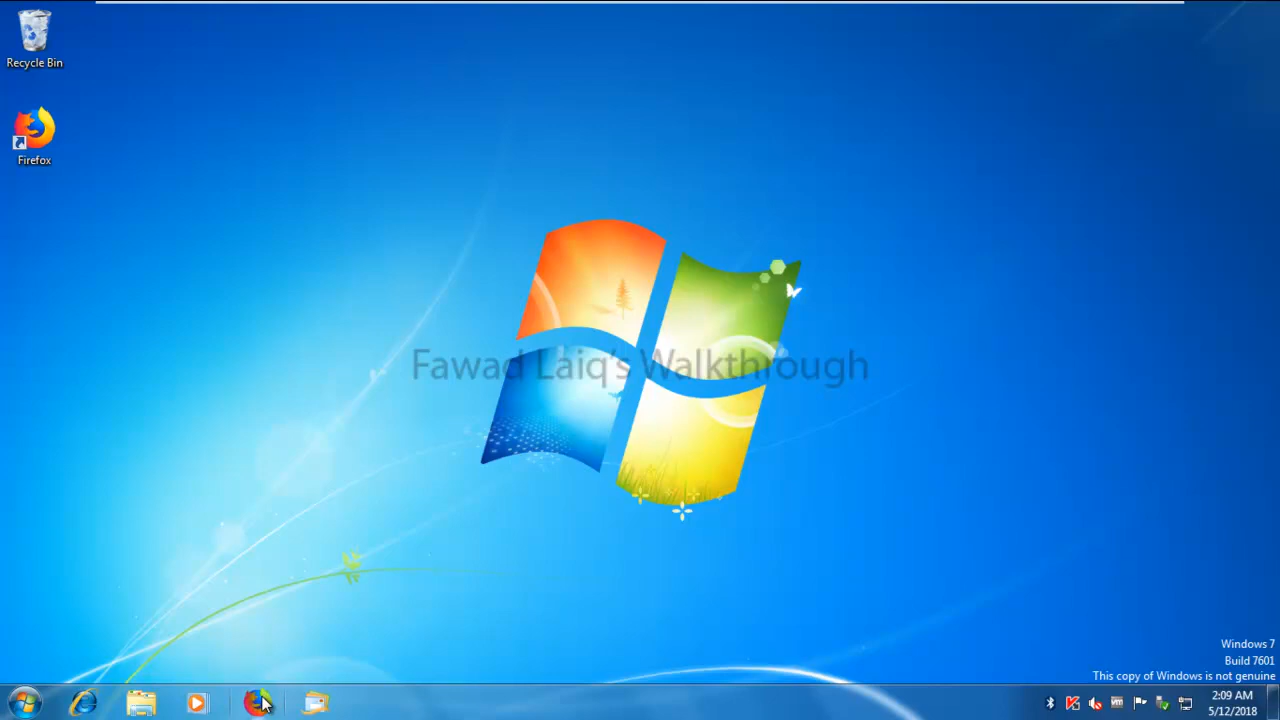 Recycle Bin
Firefox
Fawad Laiq's Walkthrough
Windows 7
Build 7601
This copy of Windows is not genuine
2:09 AM
5/12/2018